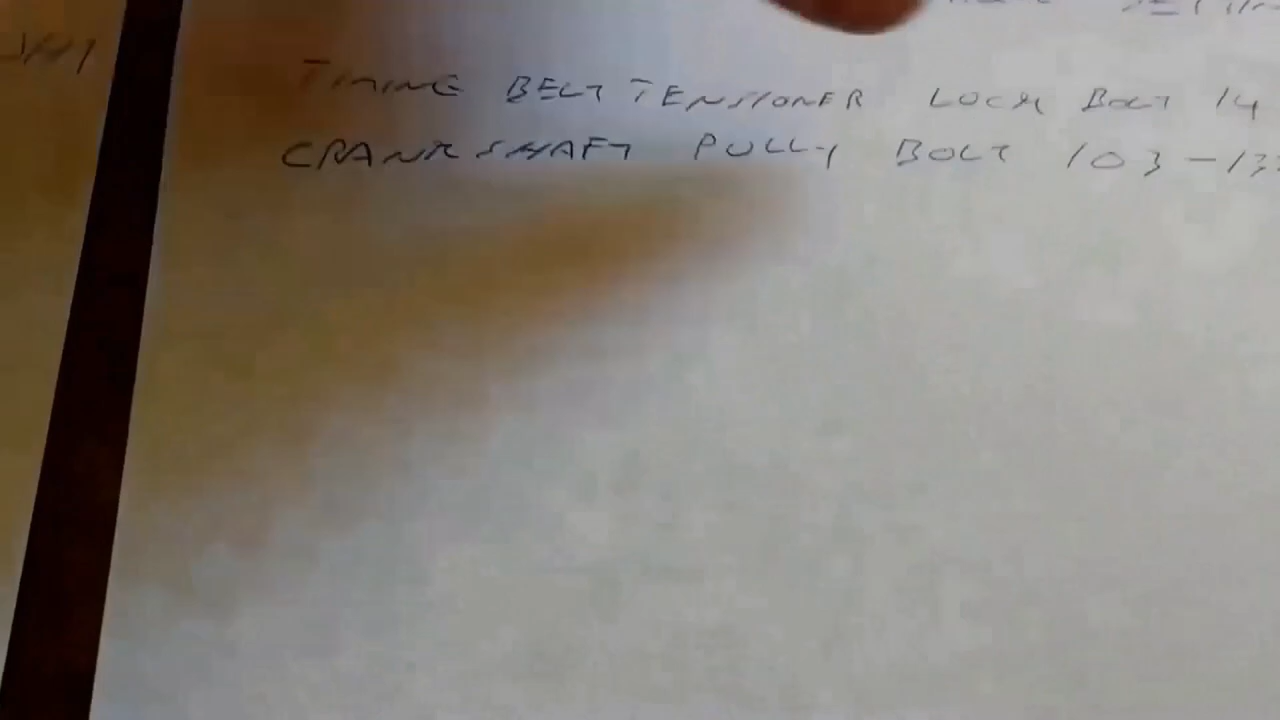 TIMING BELT TENSIONER LOCK BOLT 14
CRANKSHAFT PULLY BOLT 103-13